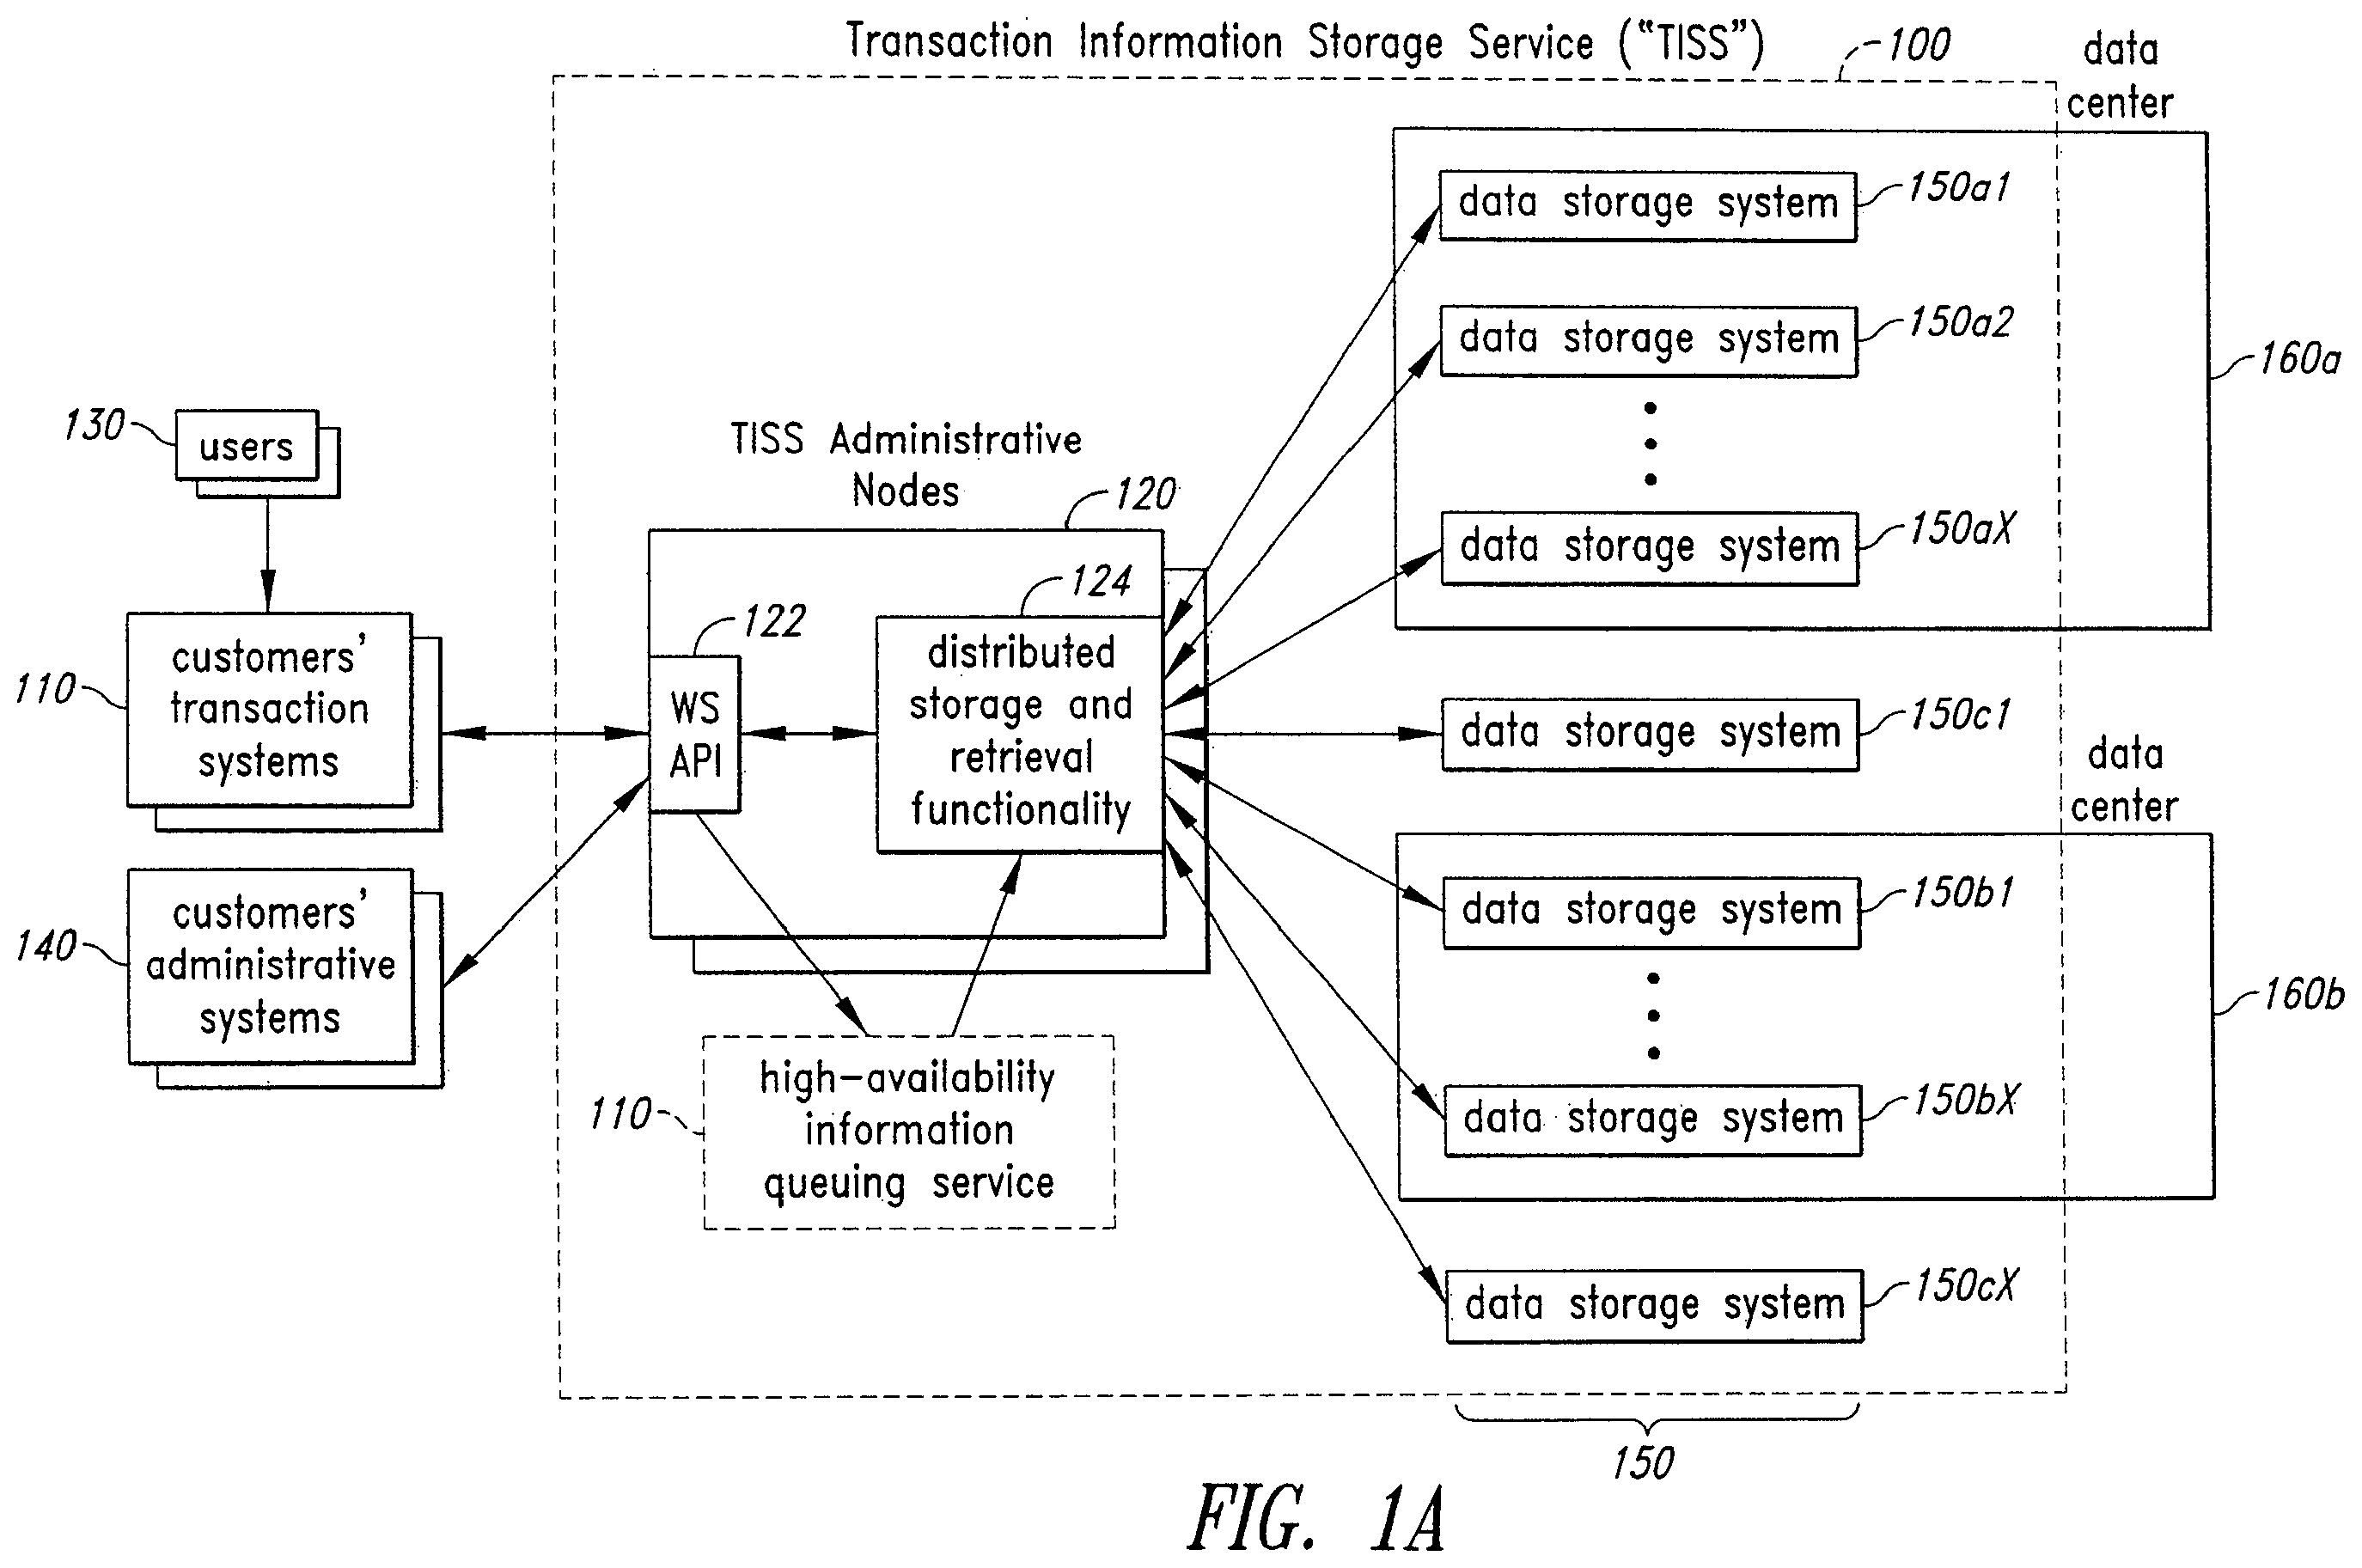 Transaction Information Storage Service (“TISS”)
100
data
center
data storage system
150a1
data storage system
150a2
160a
data storage system
150aX
130
users
TISS Administrative
Nodes
120
124
122
distributed
storage and
retrieval
functionality
WS
API
110
customers’
transaction
systems
data storage system
150c1
data
center
140
customers’
administrative
systems
data storage system
150b1
160b
data storage system
150bX
110
high-availability
information
queuing service
data storage system
150cX
150
FIG. 1A